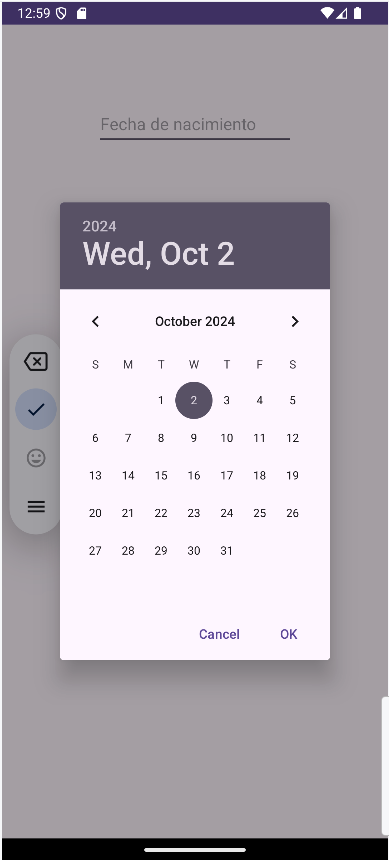 12:59
Fecha de nacimiento
2024
Wed, Oct 2
October 2024
S M T W T F S
1 2 3 4 5
6 7 8 9 10 11 12
13 14 15 16 17 18 19
20 21 22 23 24 25 26
27 28 29 30 31
Cancel OK